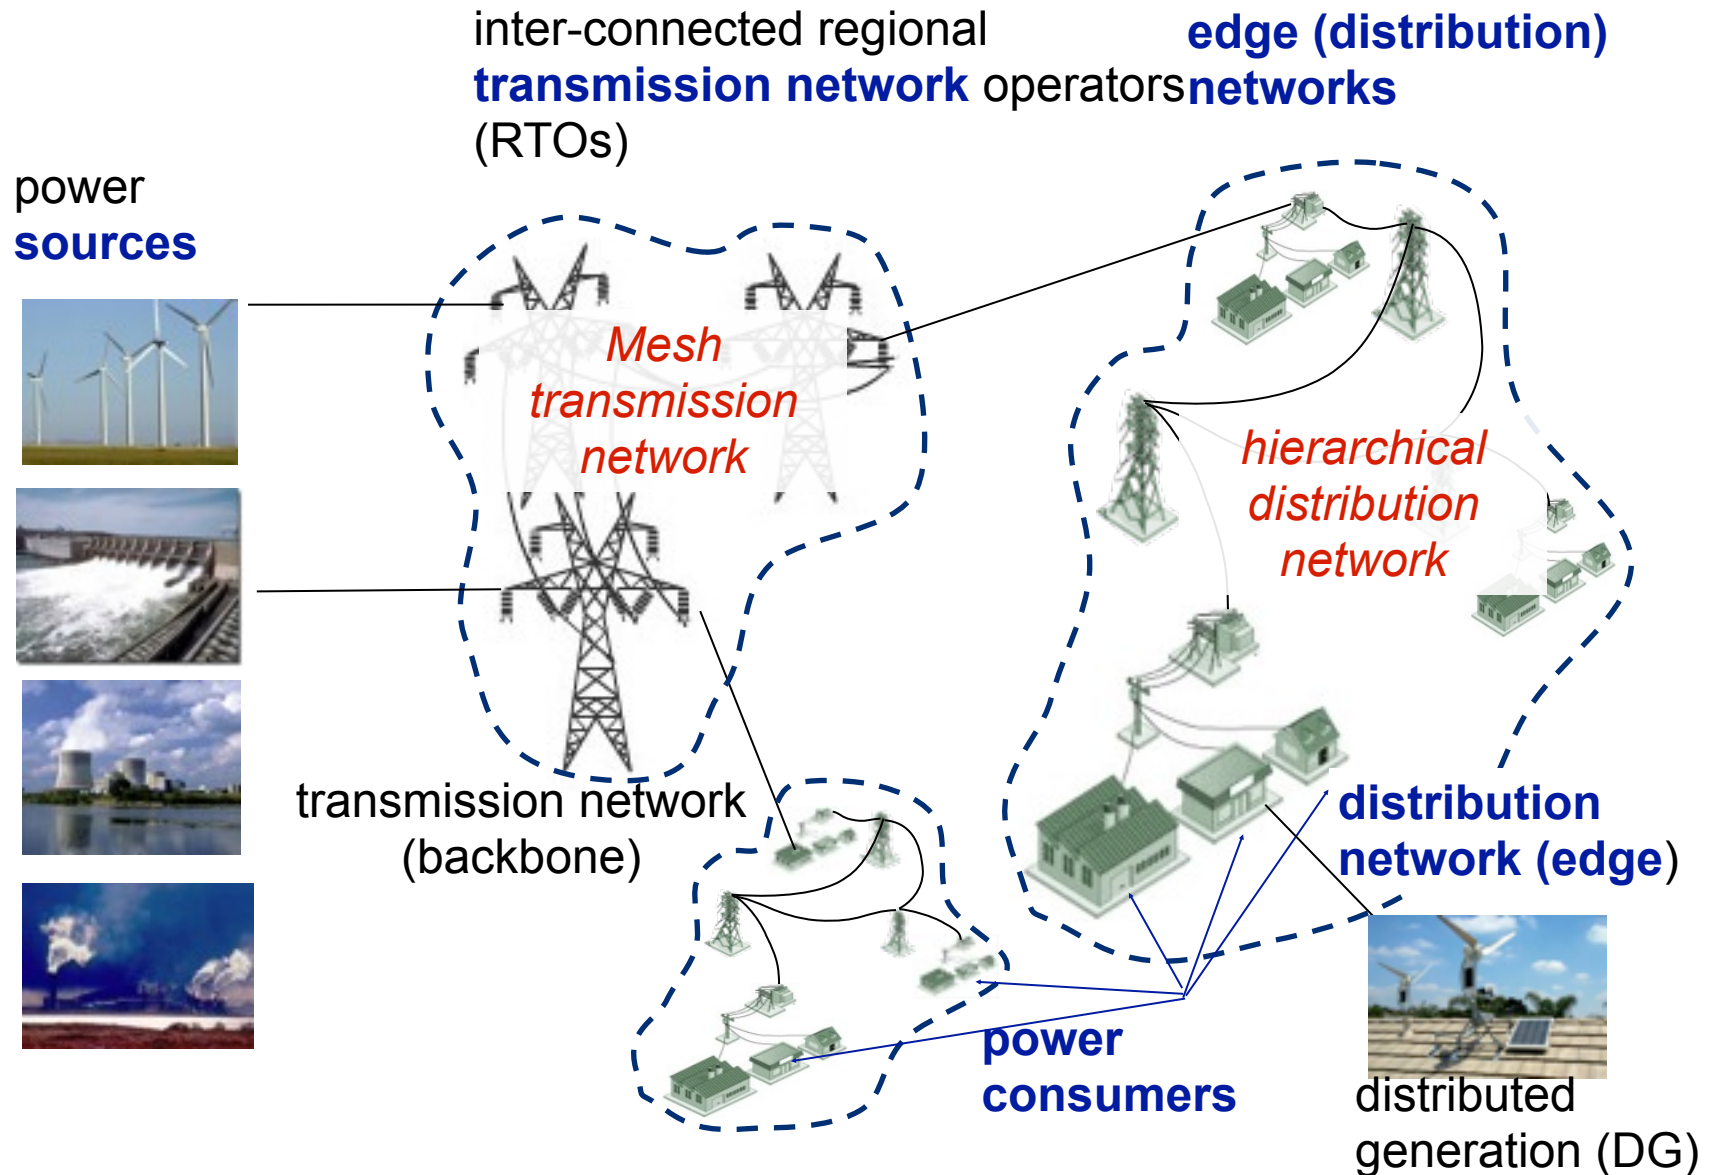 inter-connected regional
transmission network operators
(RTOs)
edge (distribution)
networks
power
sources
Mesh
transmission
network
hierarchical
distribution
network
transmission network
(backbone)
distribution
network (edge)
power
consumers
distributed
generation (DG)